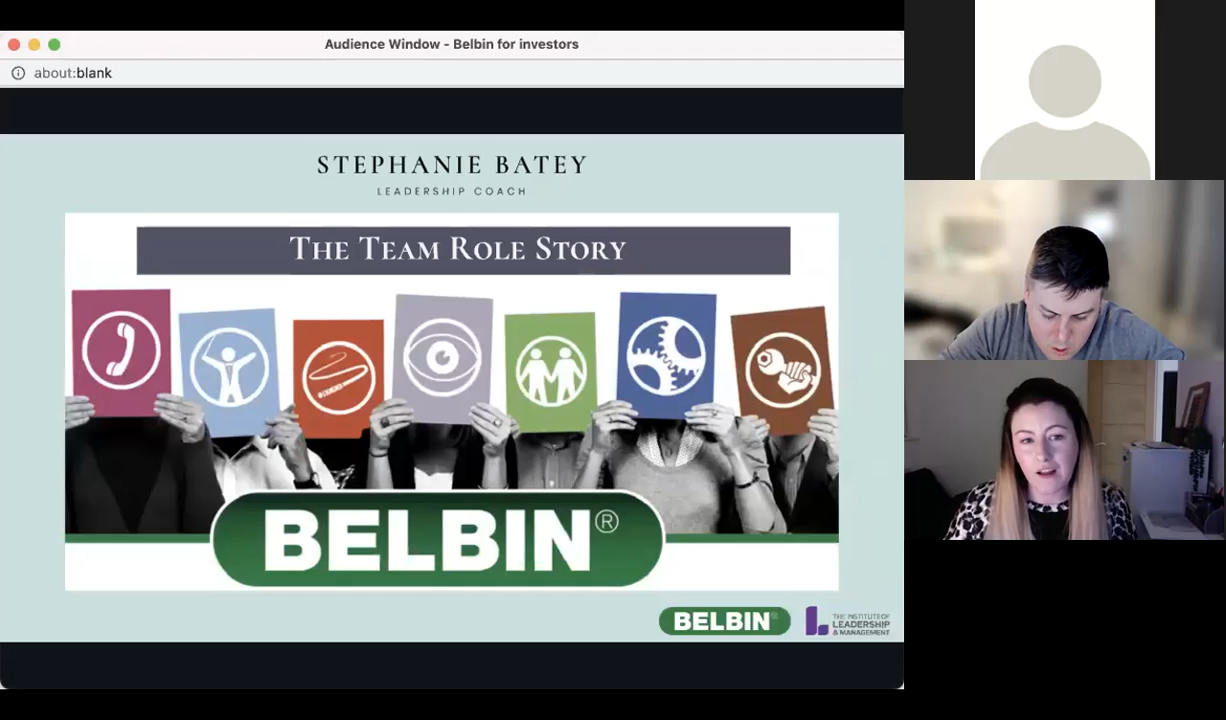 Audience Window - Belbin for investors
about:blank
STEPHANIE BATEY
LEADERSHIP COACH
THE TEAM ROLE STORY
BELBIN®
BELBIN®
THE INSTITUTE OF
LEADERSHIP
& MANAGEMENT